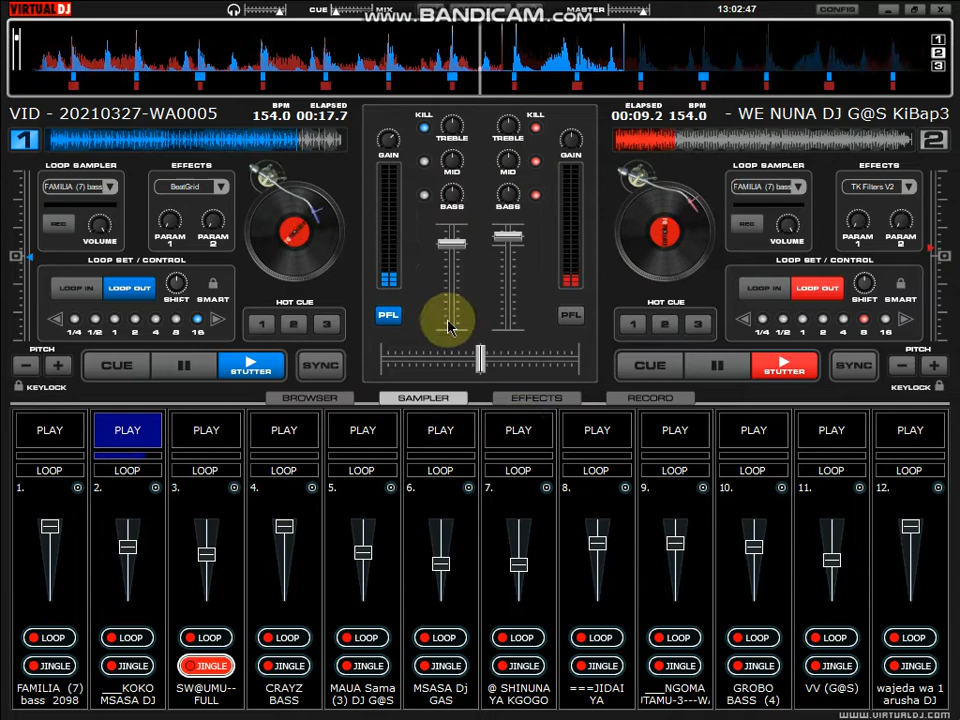 VIRTUAL DJ
CUE MIX
WWW.BANDICAM.COM
MASTER
13:02:47
CONFIG
1
2
3
VID - 20210327-WA0005
BPM ELAPSED
154.0 00:17.7
KILL KILL
ELAPSED BPM
00:09.2 154.0
- WE NUNA DJ G@S KiBap3
1
2
GAIN TREBLE TREBLE GAIN
MID MID
BASS BASS
LOOP SAMPLER EFFECTS
FAMILIA (7) bass BeatGrid
REC
VOLUME
PARAM 1 PARAM 2
LOOP SET / CONTROL
LOOP IN LOOP OUT
SHIFT SMART
1/4 1/2 1 2 4 8 16
HOT CUE
1 2 3
PITCH
KEYLOCK
CUE STUTTER SYNC
PFL PFL
LOOP SAMPLER EFFECTS
FAMILIA (7) bass TK Filters V2
REC
VOLUME
PARAM 1 PARAM 2
HOT CUE
1 2 3
LOOP SET / CONTROL
LOOP IN LOOP OUT
SHIFT SMART
1/4 1/2 1 2 4 8 16
CUE STUTTER SYNC
PITCH
KEYLOCK
BROWSER SAMPLER EFFECTS RECORD
PLAY PLAY PLAY PLAY PLAY PLAY PLAY PLAY PLAY PLAY PLAY PLAY
LOOP LOOP LOOP LOOP LOOP LOOP LOOP LOOP LOOP LOOP LOOP LOOP
1. 2. 3. 4. 5. 6. 7. 8. 9. 10. 11. 12.
LOOP LOOP LOOP LOOP LOOP LOOP LOOP LOOP LOOP LOOP LOOP LOOP
JINGLE JINGLE JINGLE JINGLE JINGLE JINGLE JINGLE JINGLE JINGLE JINGLE JINGLE JINGLE
FAMILIA (7) ___KOKO SW@UMU-- CRAYZ MAUA Sama MSASA Dj @ SHINUNA ===JIDAI ___NGOMA GROBO VV (G@S) wajeda wa 1
bass 2098 MSASA DJ FULL BASS (3) DJ G@S GAS YA KGOGO YA !TAMU-3---W BASS (4) arusha DJ
WWW.VIRTUALDJ.COM